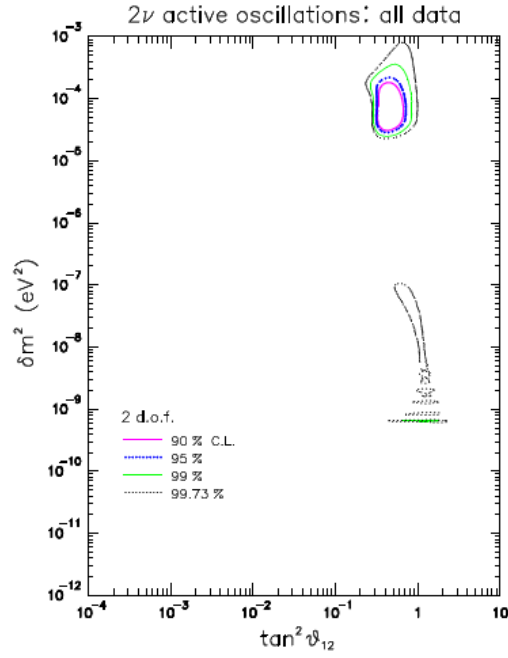 2ν active oscillations: all data
10⁻³
10⁻⁴
10⁻⁵
10⁻⁶
10⁻⁷
10⁻⁸
10⁻⁹
10⁻¹⁰
10⁻¹¹
10⁻¹²
δm² (eV²)
2 d.o.f.
90 % C.L.
95 %
99 %
99.73 %
10⁻⁴ 10⁻³ 10⁻² 10⁻¹ 1 10
tan² ϑ₁₂